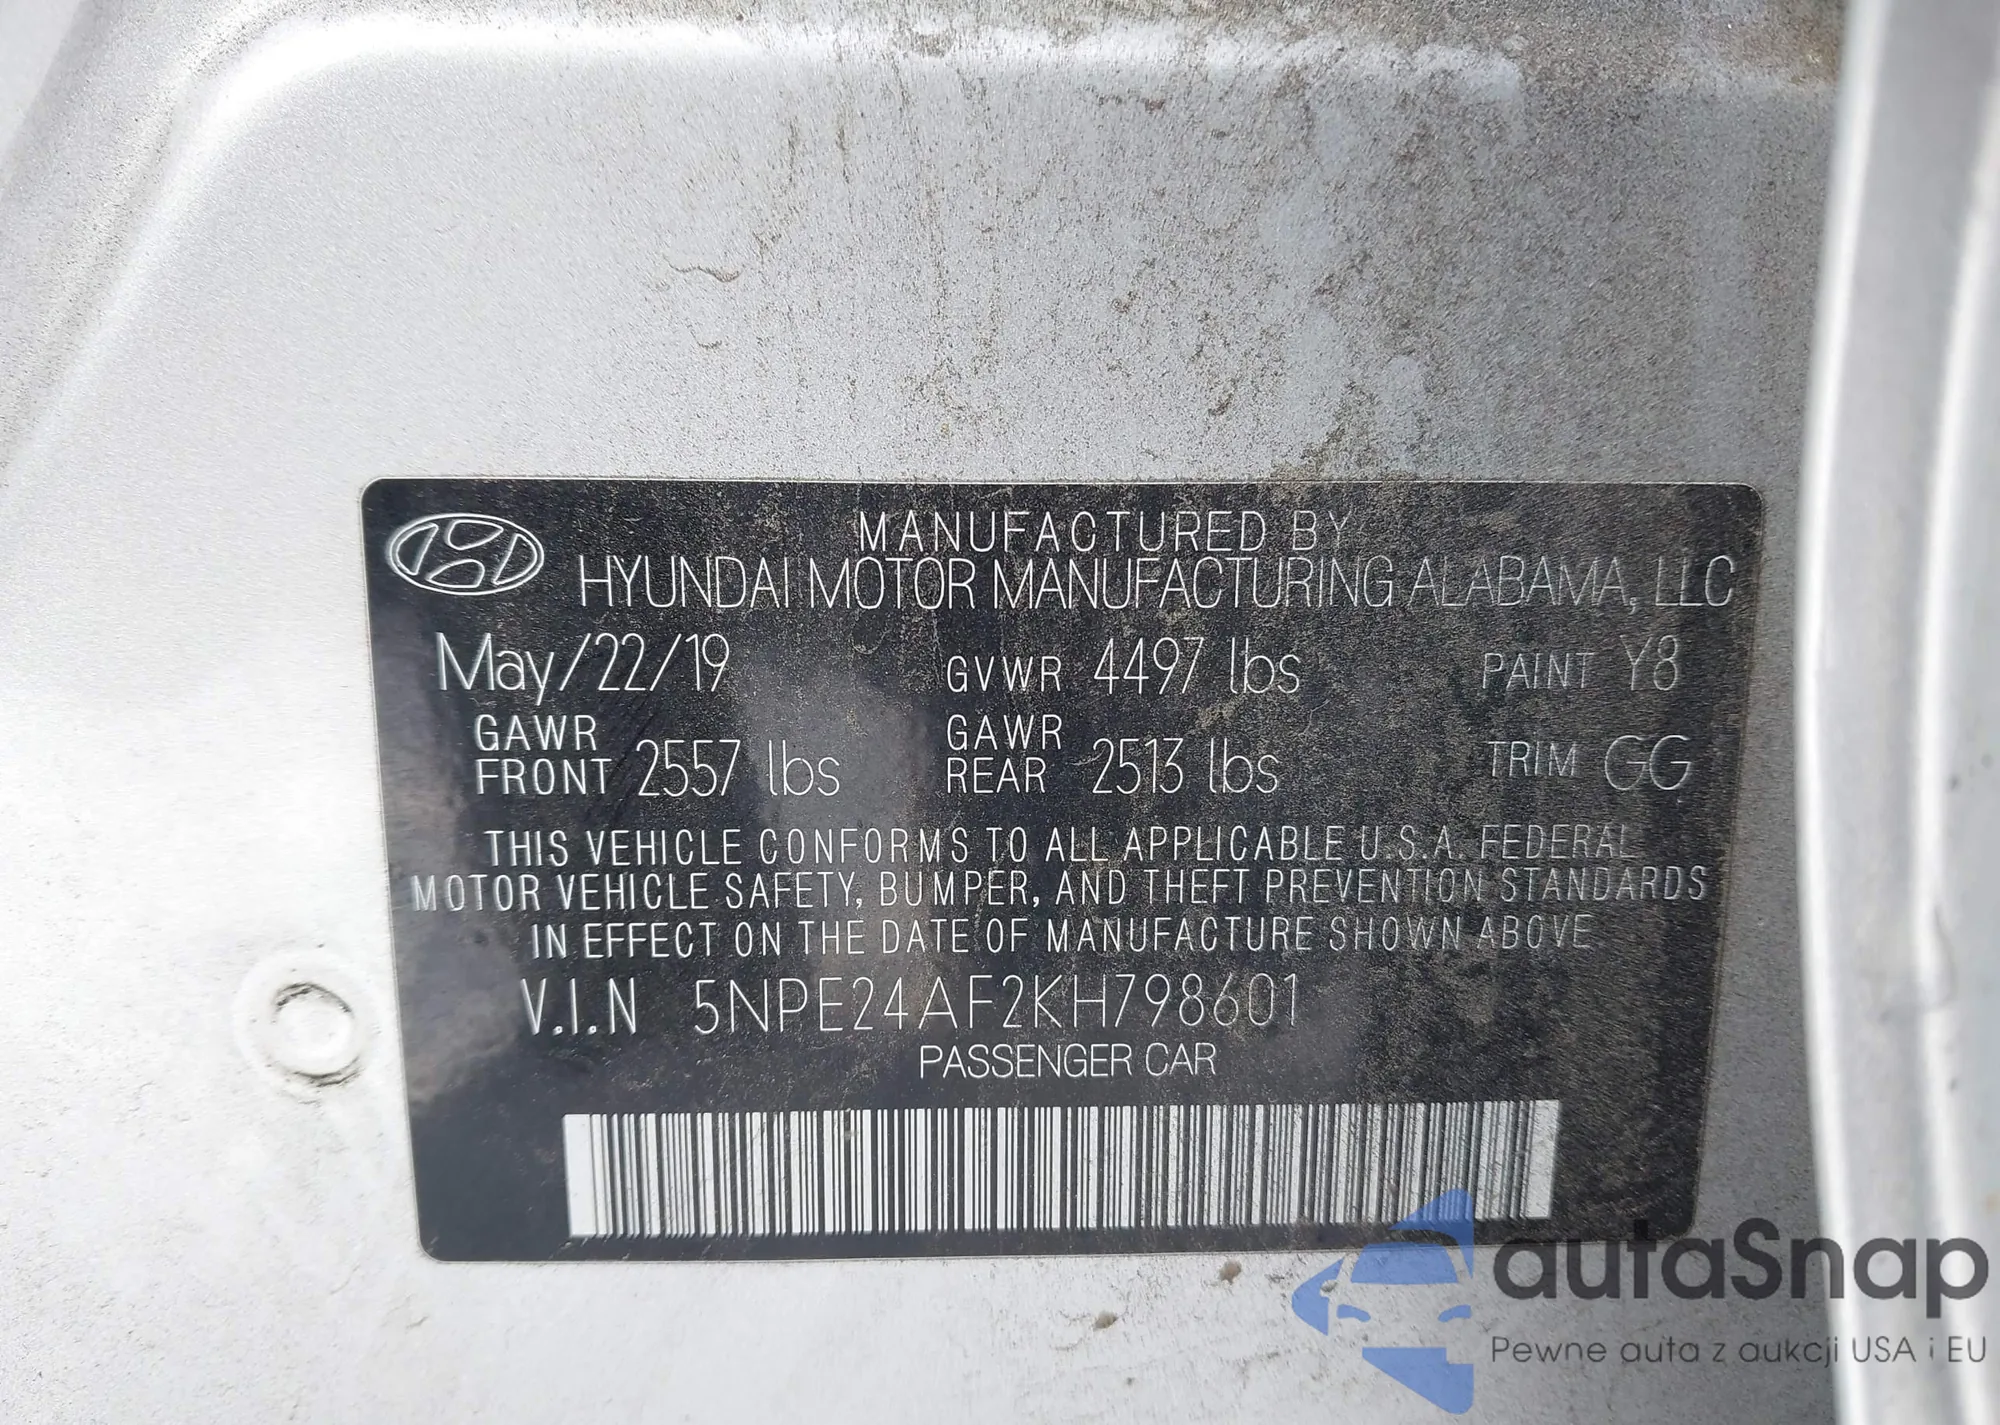 MANUFACTURED BY
HYUNDAI MOTOR MANUFACTURING ALABAMA, LLC
May/22/19 GVWR 4497 lbs PAINT Y8
GAWR FRONT 2557 lbs GAWR REAR 2513 lbs TRIM GG
THIS VEHICLE CONFORMS TO ALL APPLICABLE U.S.A. FEDERAL
MOTOR VEHICLE SAFETY, BUMPER, AND THEFT PREVENTION STANDARDS
IN EFFECT ON THE DATE OF MANUFACTURE SHOWN ABOVE
V.I.N 5NPE24AF2KH798601
PASSENGER CAR
autaSnap
Pewne auta z aukcji USA i EU